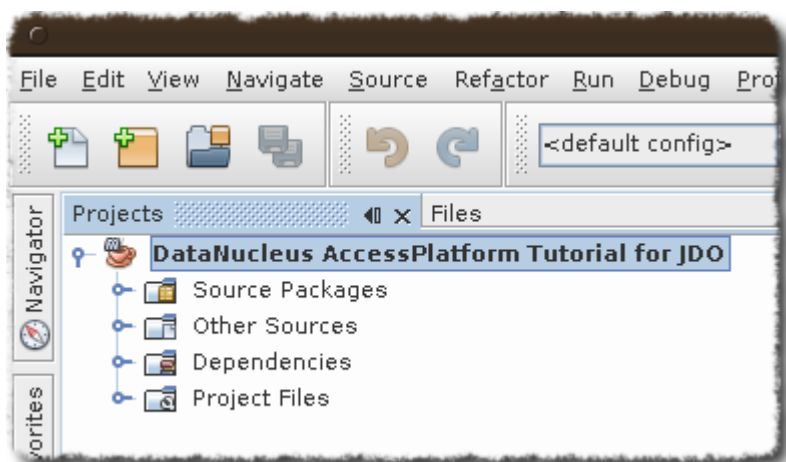 File Edit View Navigate Source Refactor Run Debug
<default config>
Projects Files
Navigator
DataNucleus AccessPlatform Tutorial for JDO
Source Packages
Other Sources
Dependencies
Project Files